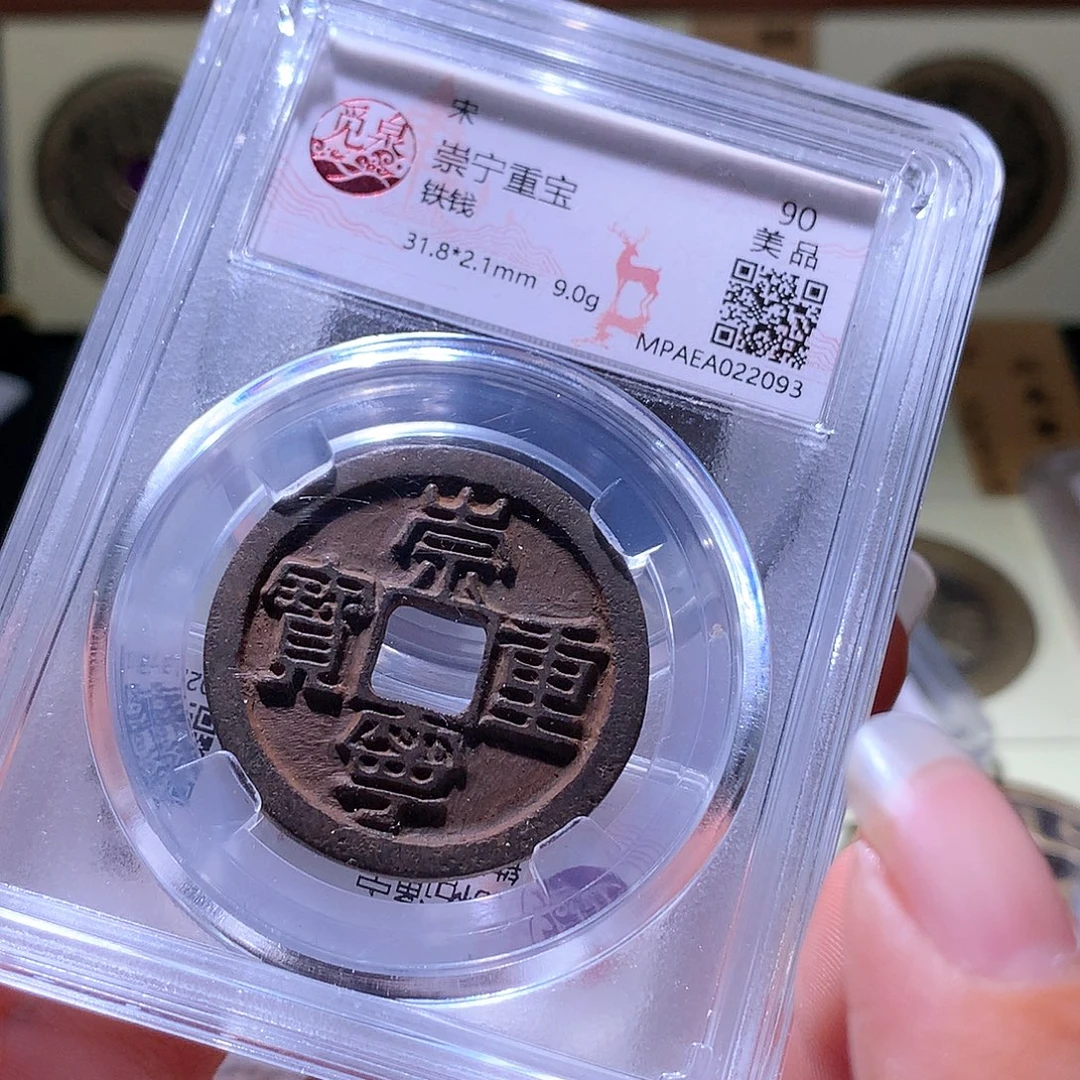 觅泉
宋
崇宁重宝
铁钱
31.8*2.1mm 9.0g
90
美品
MPAEA022093
崇
寶 重
寧